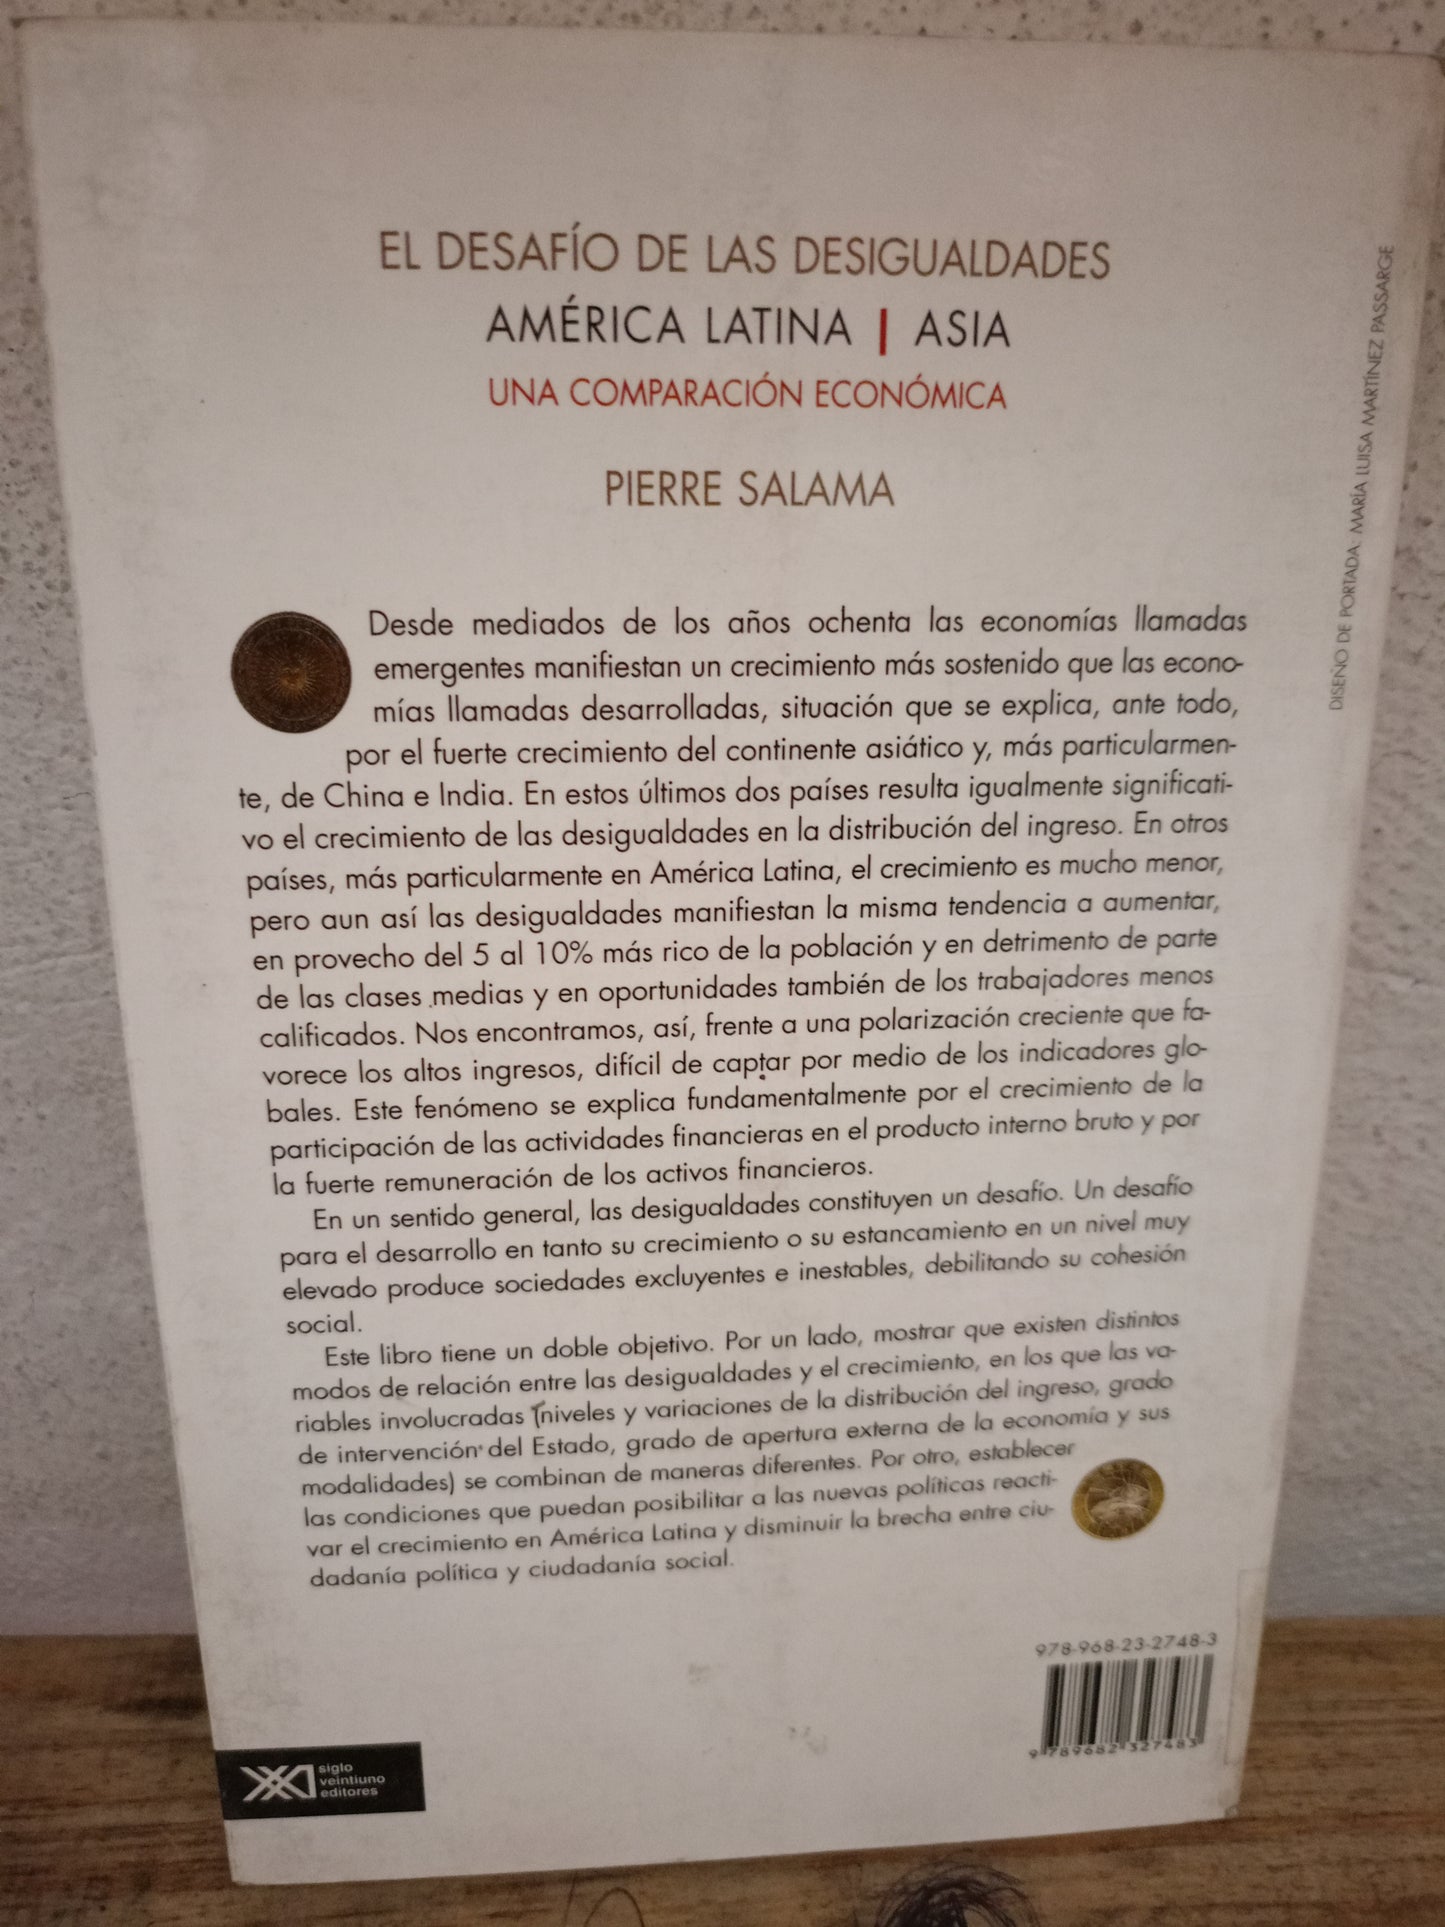 EL DESAFÍO DE LAS DESIGUALDADES
AMÉRICA LATINA | ASIA
UNA COMPARACIÓN ECONÓMICA
PIERRE SALAMA
Desde mediados de los años ochenta las economías llamadas
emergentes manifiestan un crecimiento más sostenido que las econo-
mías llamadas desarrolladas, situación que se explica, ante todo,
por el fuerte crecimiento del continente asiático y, más particularmen-
te, de China e India. En estos últimos dos países resulta igualmente significati-
vo el crecimiento de las desigualdades en la distribución del ingreso. En otros
países, más particularmente en América Latina, el crecimiento es mucho menor,
pero aun así las desigualdades manifiestan la misma tendencia a aumentar,
en provecho del 5 al 10% más rico de la población y en detrimento de parte
de las clases medias y en oportunidades también de los trabajadores menos
calificados. Nos encontramos, así, frente a una polarización creciente que fa-
vorece los altos ingresos, difícil de captar por medio de los indicadores glo-
bales. Este fenómeno se explica fundamentalmente por el crecimiento de la
participación de las actividades financieras en el producto interno bruto y por
la fuerte remuneración de los activos financieros.
En un sentido general, las desigualdades constituyen un desafío. Un desafío
para el desarrollo en tanto su crecimiento o su estancamiento en un nivel muy
elevado produce sociedades excluyentes e inestables, debilitando su cohesión
social.
Este libro tiene un doble objetivo. Por un lado, mostrar que existen distintos
modos de relación entre las desigualdades y el crecimiento, en los que las va-
riables involucradas (niveles y variaciones de la distribución del ingreso, grado
de intervención del Estado, grado de apertura externa de la economía y sus
modalidades) se combinan de maneras diferentes. Por otro, establecer
las condiciones que puedan posibilitar a las nuevas políticas reacti-
var el crecimiento en América Latina y disminuir la brecha entre ciu-
dadanía política y ciudadanía social.
DISEÑO DE PORTADA: MARÍA LUISA MARTÍNEZ PASSARGE
978-968-23-2748-3
9 789682 327483
siglo
veintiuno
editores